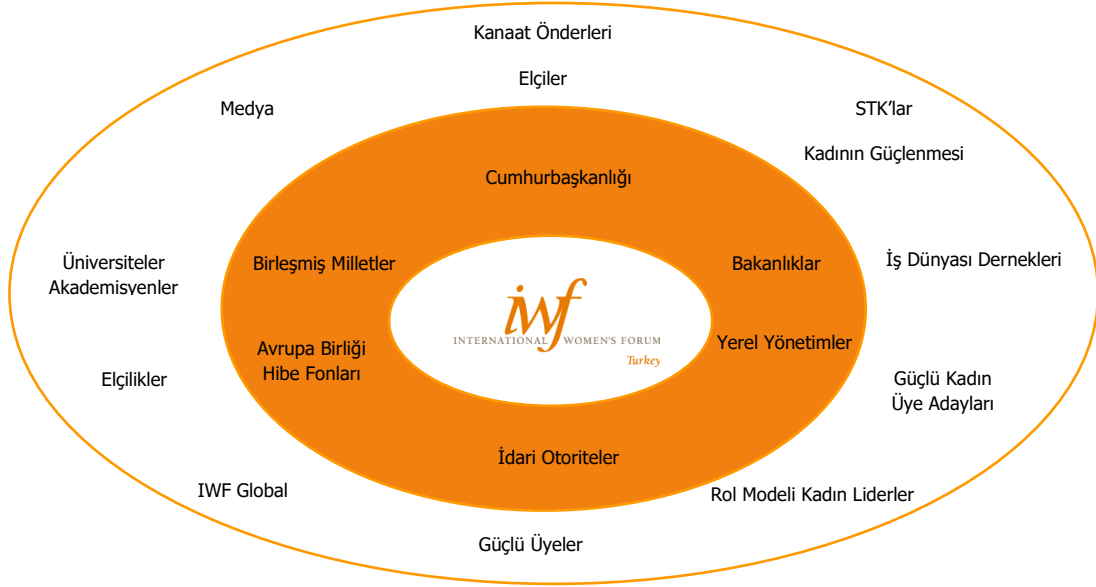 Kanaat Önderleri
Elçiler
Medya
STK'lar
Kadının Güçlenmesi
Cumhurbaşkanlığı
Üniversiteler
Akademisyenler
Birleşmiş Milletler
Bakanlıklar
İş Dünyası Dernekleri
iwf
INTERNATIONAL WOMEN'S FORUM
Turkey
Avrupa Birliği
Hibe Fonları
Yerel Yönetimler
Elçilikler
Güçlü Kadın
Üye Adayları
İdari Otoriteler
IWF Global
Rol Modeli Kadın Liderler
Güçlü Üyeler